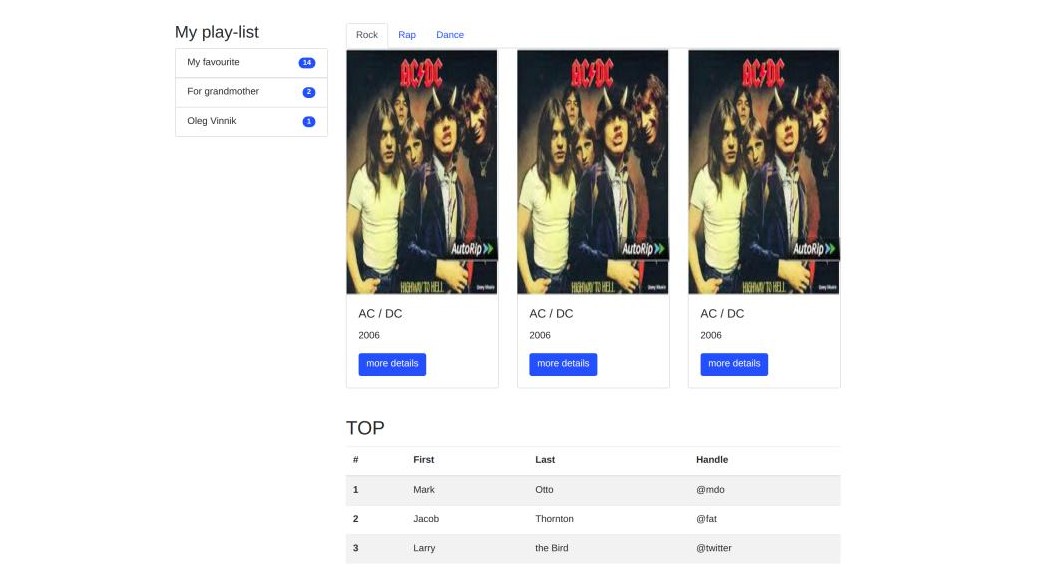 My play-list
My favourite 14
For grandmother 2
Oleg Vinnik 1
Rock Rap Dance
AC/DC AC/DC AC/DC
AutoRip AutoRip AutoRip
HIGHWAY TO HELL HIGHWAY TO HELL HIGHWAY TO HELL
AC / DC AC / DC AC / DC
2006 2006 2006
more details more details more details
TOP
# First Last Handle
1 Mark Otto @mdo
2 Jacob Thornton @fat
3 Larry the Bird @twitter